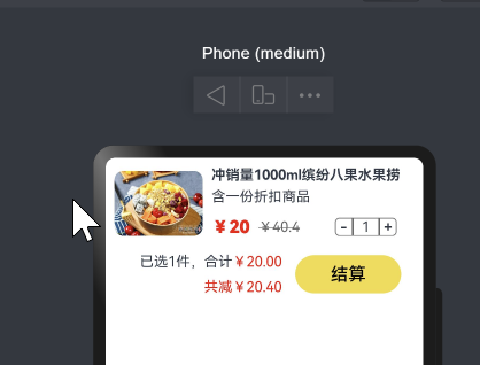 Phone (medium)
冲销量1000ml缤纷八果水果捞
含一份折扣商品
￥20 ￥40.4 - 1 +
已选1件，合计￥20.00 结算
共减￥20.40